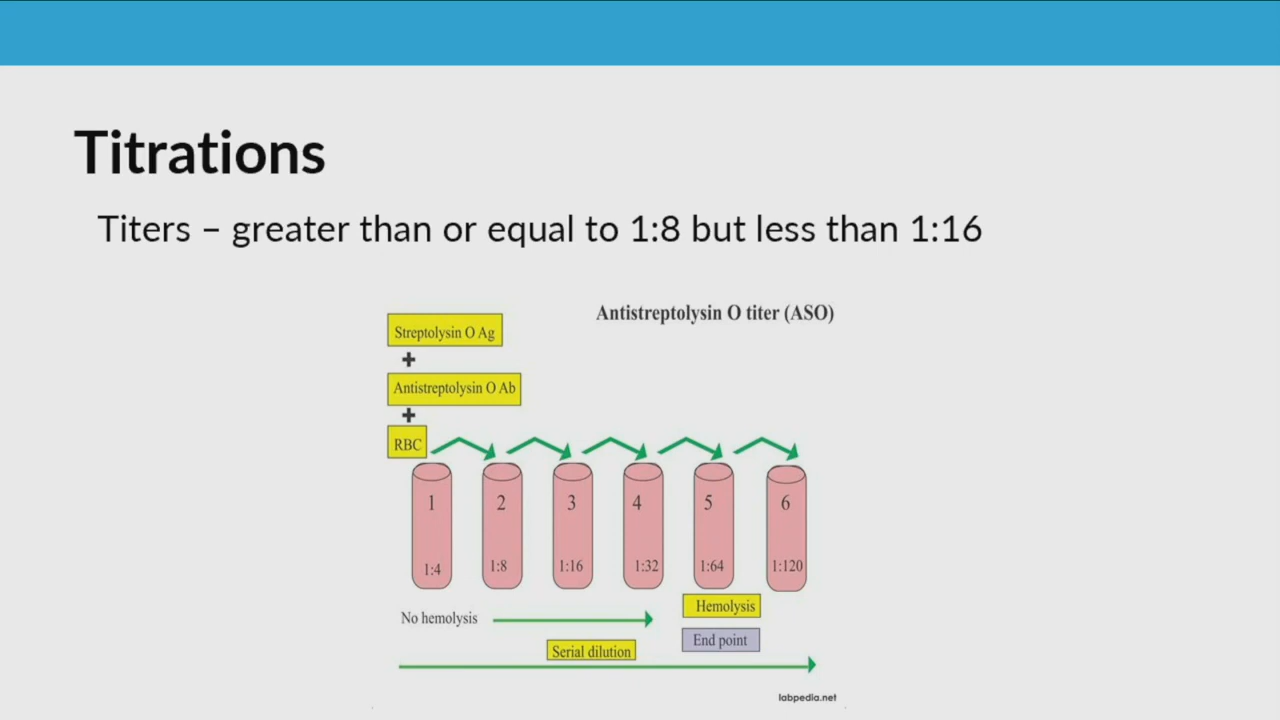 Titrations
Titers – greater than or equal to 1:8 but less than 1:16
Antistreptolysin O titer (ASO)
Streptolysin O Ag
+
Antistreptolysin O Ab
+
RBC
1 2 3 4 5 6
1:4 1:8 1:16 1:32 1:64 1:120
Hemolysis
No hemolysis
End point
Serial dilution
labpedia.net